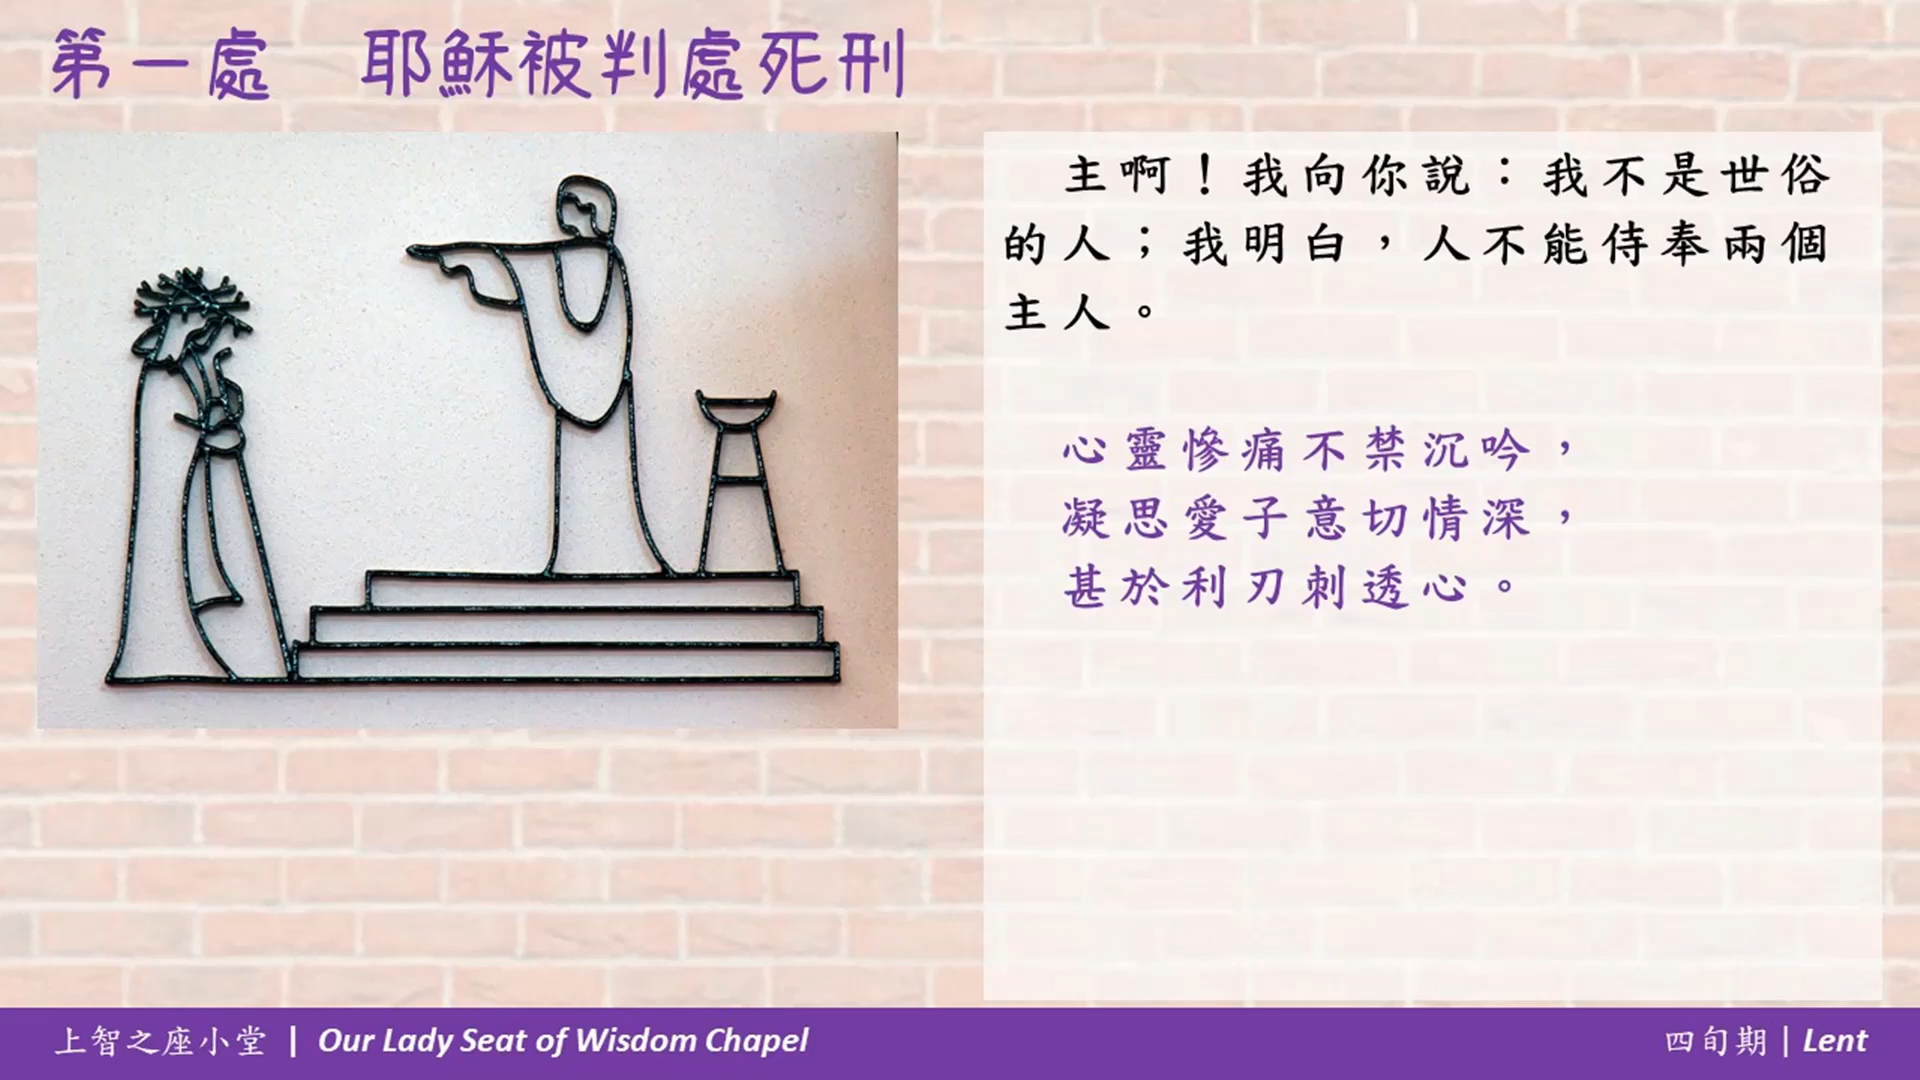 第一處　耶穌被判處死刑
主啊！我向你說：我不是世俗
的人；我明白，人不能侍奉兩個
主人。
心靈慘痛不禁沉吟，
凝思愛子意切情深，
甚於利刃刺透心。
上智之座小堂 | Our Lady Seat of Wisdom Chapel
四旬期 | Lent